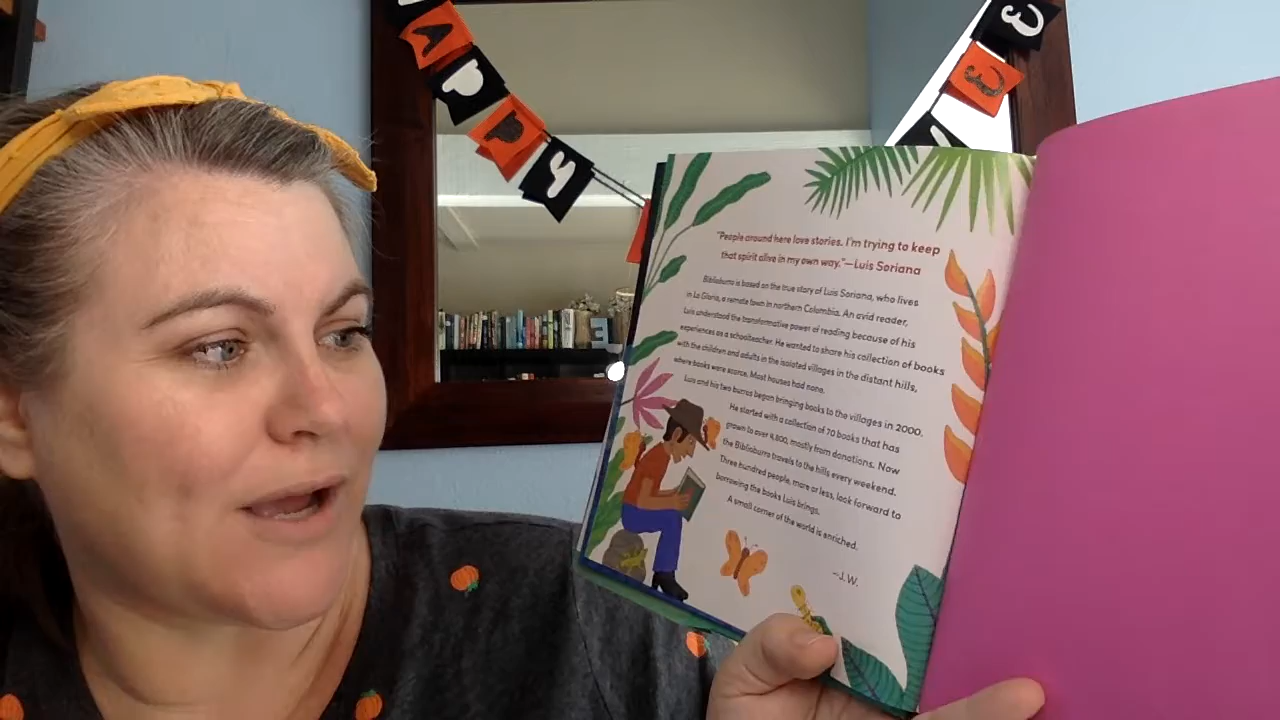 HAPPY
"People around here love stories. I'm trying to keep
that spirit alive in my own way."—Luis Soriana
Biblioburro is based on the true story of Luis Soriana, who lives
in La Gloria, a remote town in northern Colombia. An avid reader,
Luis understood the transformative power of reading because of his
experiences as a schoolteacher. He wanted to share his collection of books
with the children and adults in the isolated villages in the distant hills,
where books were scarce. Most houses had none.
Luis and his two burros began bringing books to the villages in 2000.
He started with a collection of 70 books that has
grown to over 4,800, mostly from donations. Now
the Biblioburro travels to the hills every weekend.
Three hundred people, more or less, look forward to
borrowing the books Luis brings.
A small corner of the world is enriched.
—J. W.